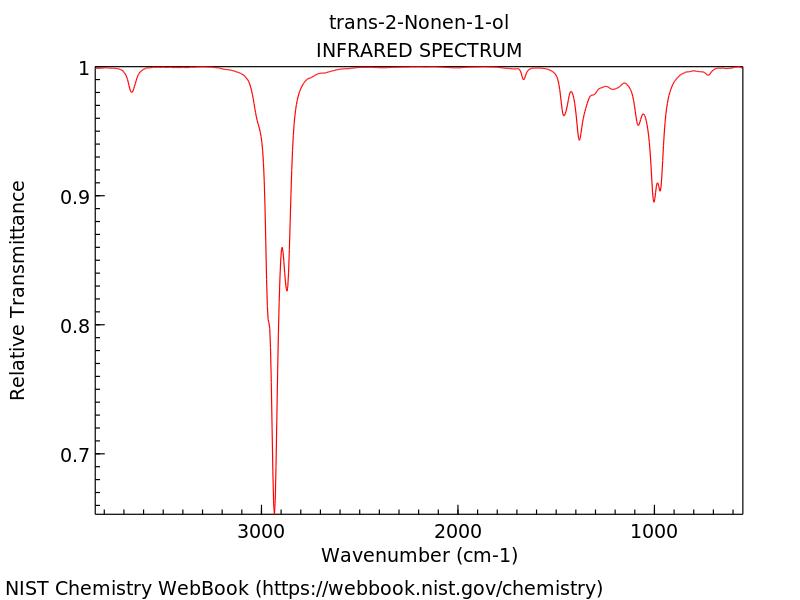 trans-2-Nonen-1-ol
INFRARED SPECTRUM
1
0.9
0.8
0.7
Relative Transmittance
3000 2000 1000
Wavenumber (cm-1)
NIST Chemistry WebBook (https://webbook.nist.gov/chemistry)